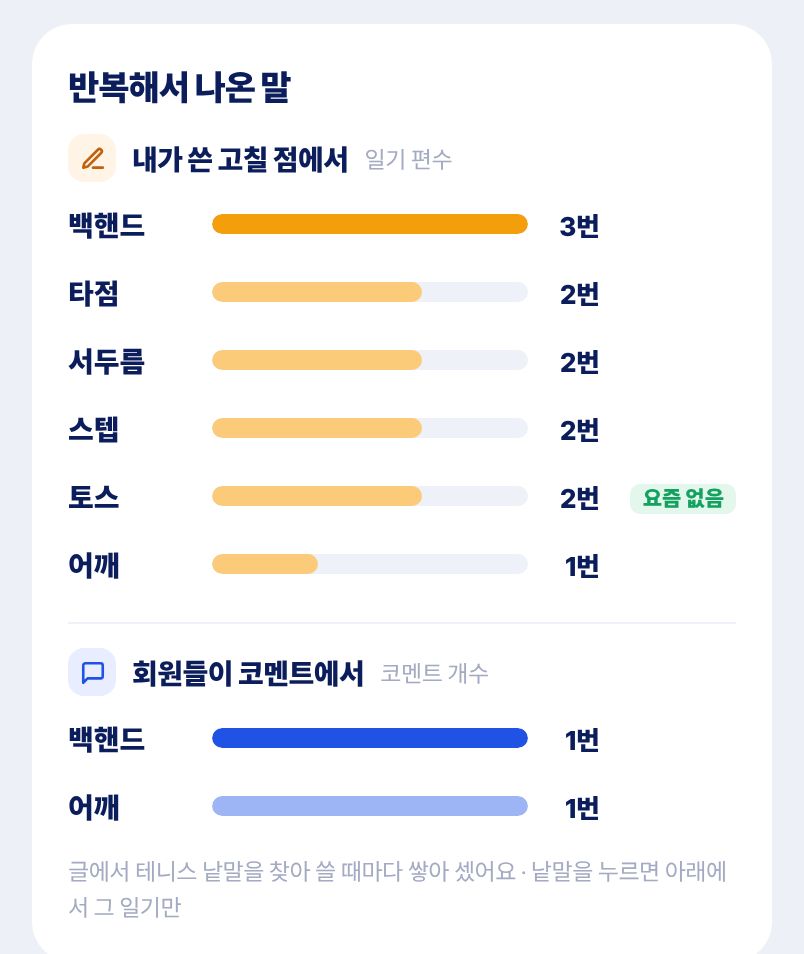 반복해서 나온 말
내가 쓴 고칠 점에서 일기 편수
백핸드 3번
타점 2번
서두름 2번
스텝 2번
토스 2번 요즘 없음
어깨 1번
회원들이 코멘트에서 코멘트 개수
백핸드 1번
어깨 1번
글에서 테니스 낱말을 찾아 쓸 때마다 쌓아 셌어요 · 낱말을 누르면 아래에
서 그 일기만